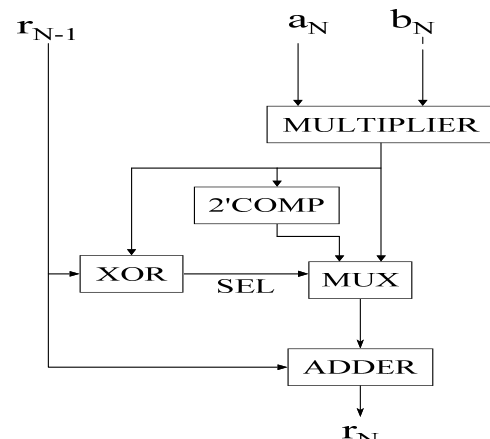 r_{N-1}
a_N
b_N
MULTIPLIER
2'COMP
XOR
SEL
MUX
ADDER
r_N